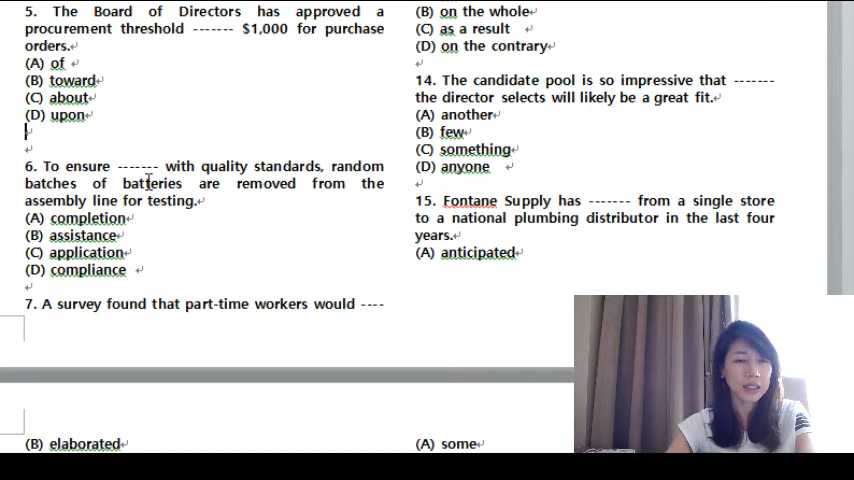 5. The Board of Directors has approved a
procurement threshold ------- $1,000 for purchase
orders.
(A) of
(B) toward
(C) about
(D) upon
6. To ensure ------- with quality standards, random
batches of batteries are removed from the
assembly line for testing.
(A) completion
(B) assistance
(C) application
(D) compliance
7. A survey found that part-time workers would ----
(B) elaborated
(B) on the whole
(C) as a result
(D) on the contrary
14. The candidate pool is so impressive that -------
the director selects will likely be a great fit.
(A) another
(B) few
(C) something
(D) anyone
15. Fontane Supply has ------- from a single store
to a national plumbing distributor in the last four
years.
(A) anticipated
(A) some